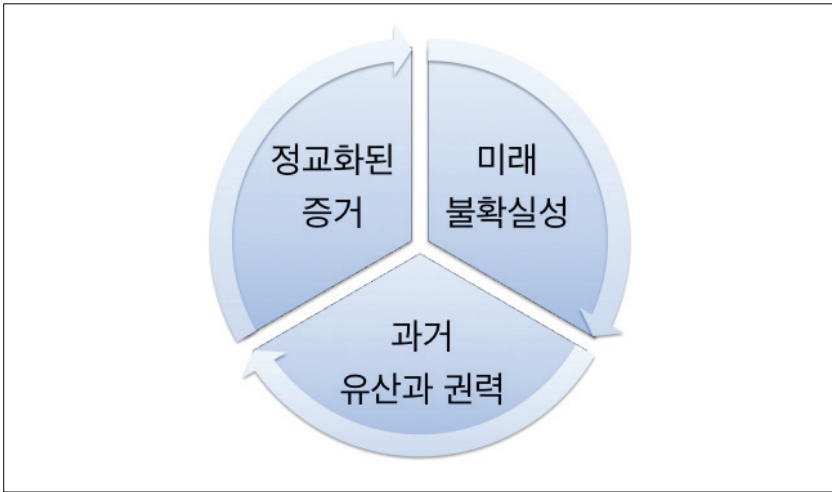 정교화된
증거
미래
불확실성
과거
유산과 권력